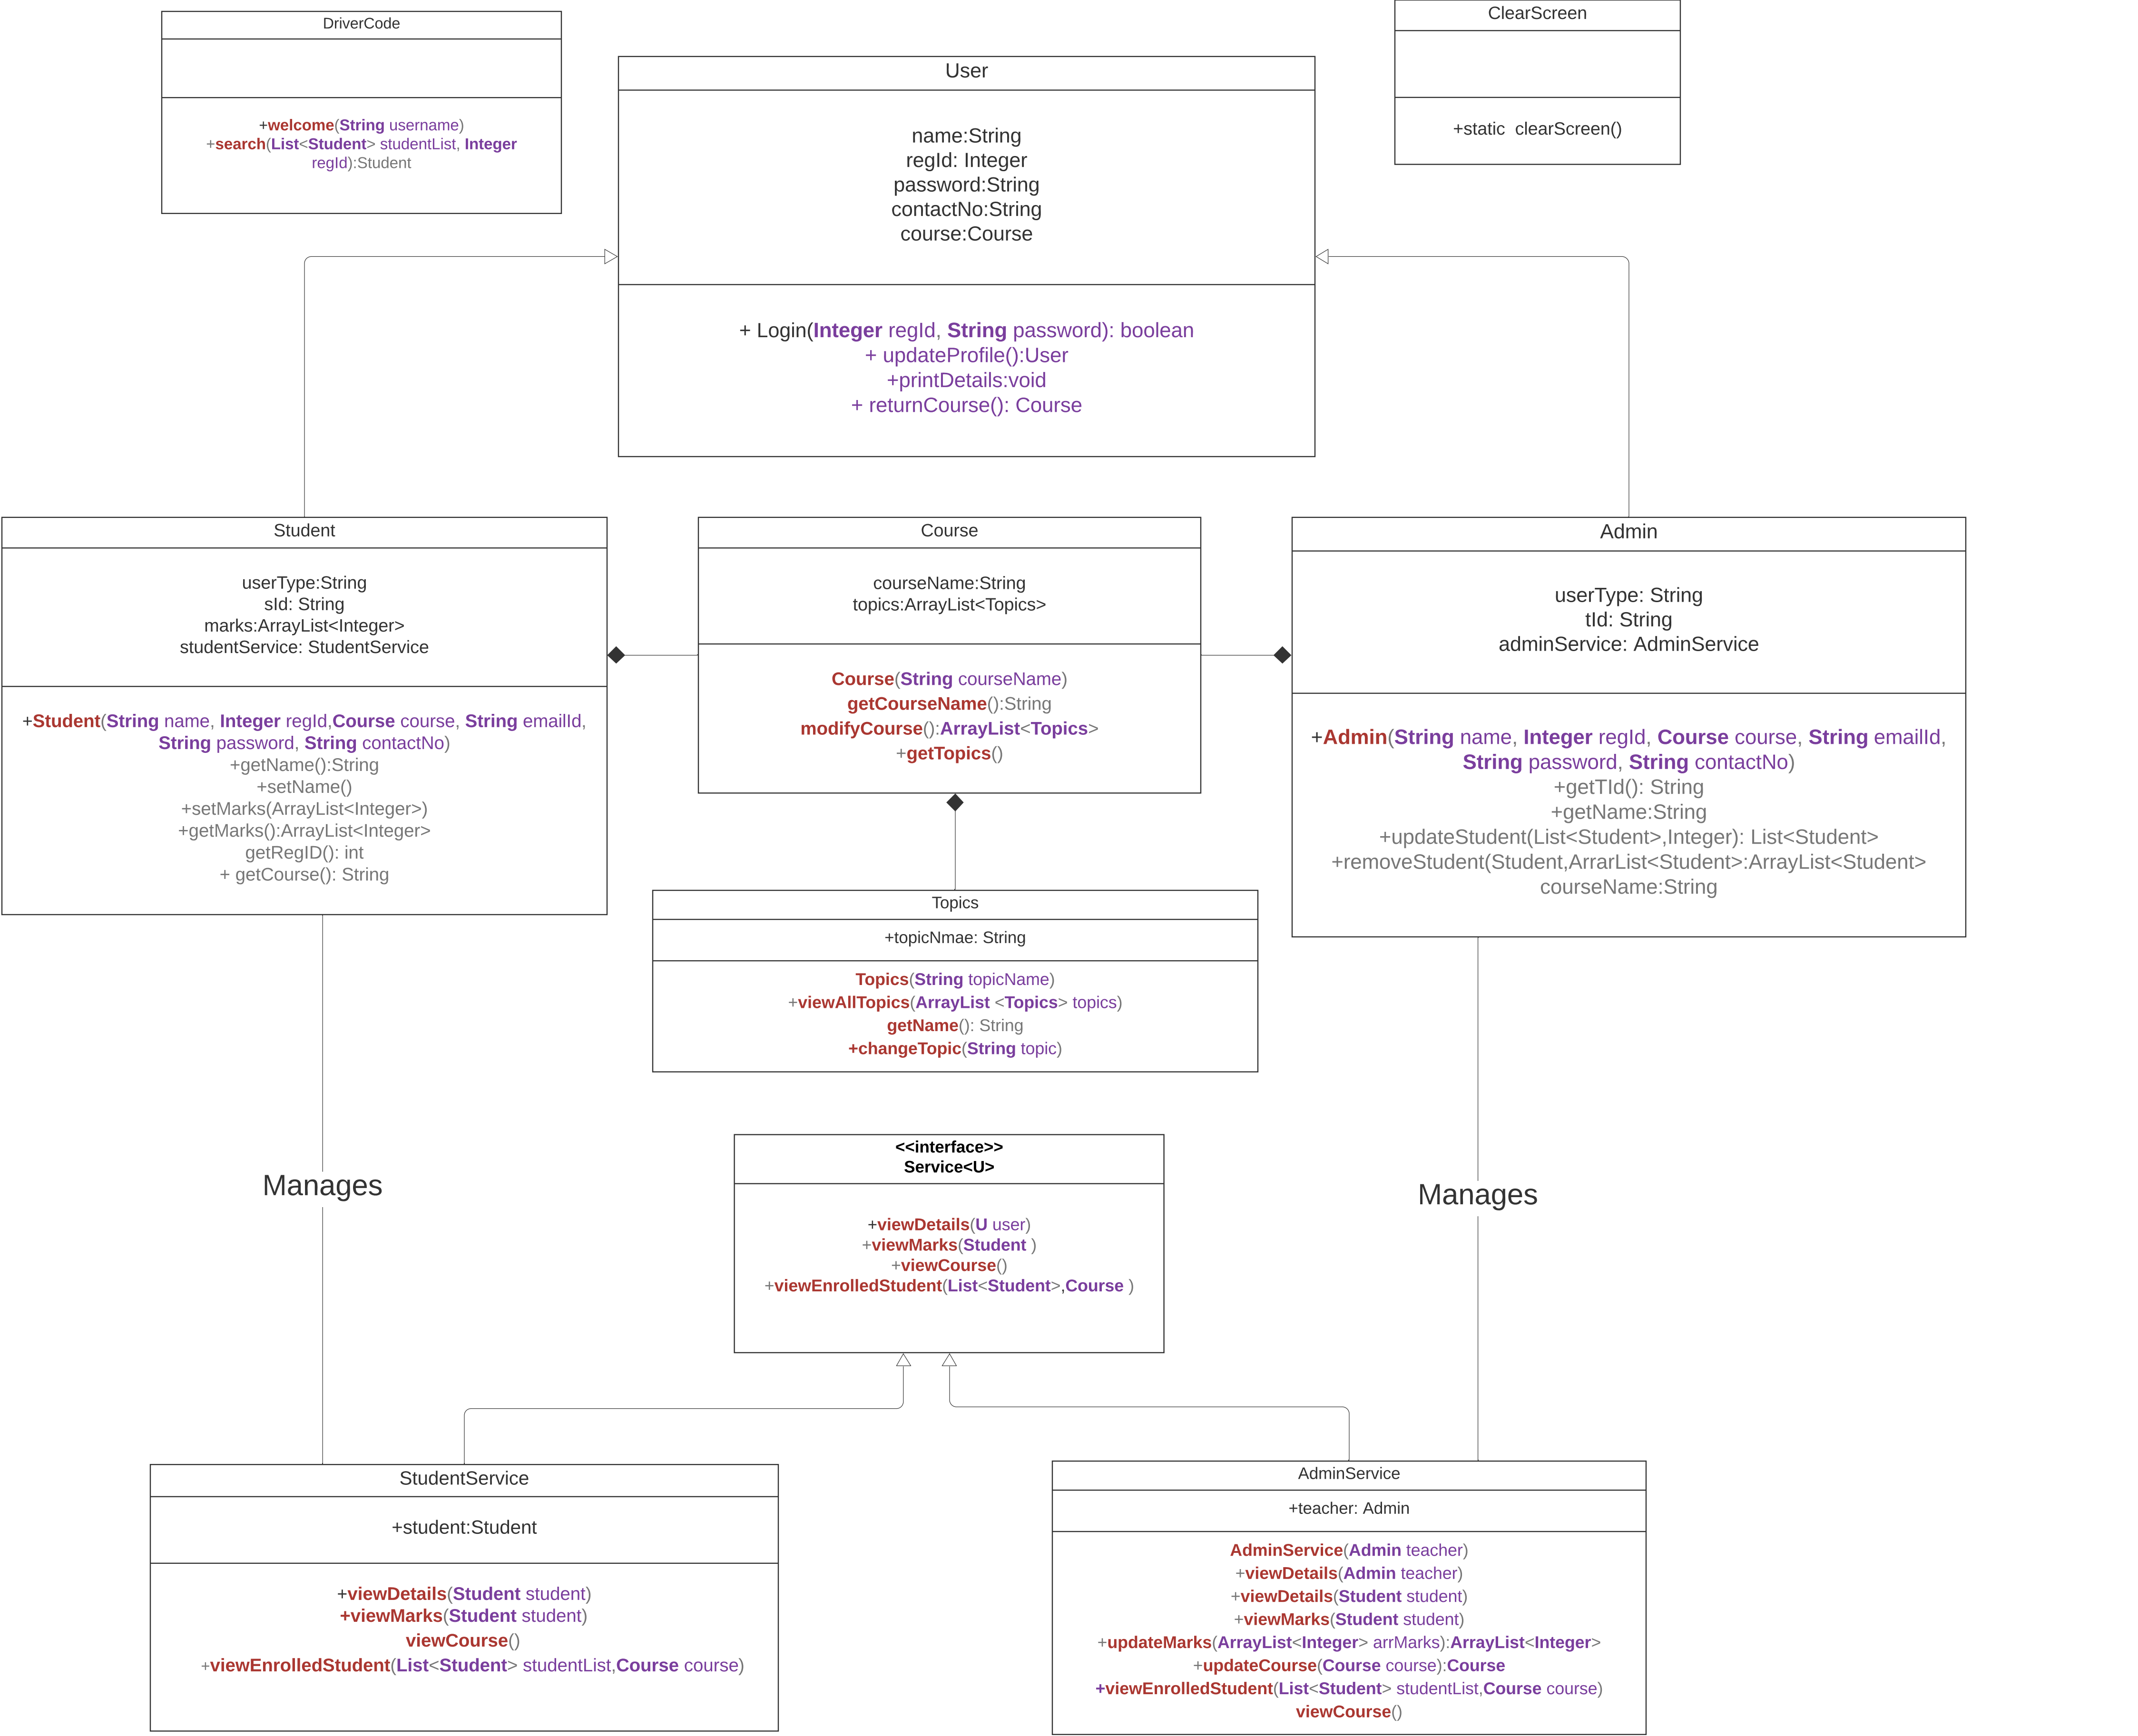 DriverCode
+welcome(String username)
+search(List<Student> studentList, Integer
regId):Student
ClearScreen
+static  clearScreen()
User
name:String
regId: Integer
password:String
contactNo:String
course:Course
+ Login(Integer regId, String password): boolean
+ updateProfile():User
+printDetails:void
+ returnCourse(): Course
Student
userType:String
sId: String
marks:ArrayList<Integer>
studentService: StudentService
+Student(String name, Integer regId,Course course, String emailId,
String password, String contactNo)
+getName():String
+setName()
+setMarks(ArrayList<Integer>)
+getMarks():ArrayList<Integer>
getRegID(): int
+ getCourse(): String
Course
courseName:String
topics:ArrayList<Topics>
Course(String courseName)
getCourseName():String
modifyCourse():ArrayList<Topics>
+getTopics()
Admin
userType: String
tId: String
adminService: AdminService
+Admin(String name, Integer regId, Course course, String emailId,
String password, String contactNo)
+getTId(): String
+getName:String
+updateStudent(List<Student>,Integer): List<Student>
+removeStudent(Student,ArrarList<Student>:ArrayList<Student>
courseName:String
Topics
+topicNmae: String
Topics(String topicName)
+viewAllTopics(ArrayList <Topics> topics)
getName(): String
+changeTopic(String topic)
<<interface>>
Service<U>
+viewDetails(U user)
+viewMarks(Student )
+viewCourse()
+viewEnrolledStudent(List<Student>,Course )
Manages
Manages
StudentService
+student:Student
+viewDetails(Student student)
+viewMarks(Student student)
viewCourse()
+viewEnrolledStudent(List<Student> studentList,Course course)
AdminService
+teacher: Admin
AdminService(Admin teacher)
+viewDetails(Admin teacher)
+viewDetails(Student student)
+viewMarks(Student student)
+updateMarks(ArrayList<Integer> arrMarks):ArrayList<Integer>
+updateCourse(Course course):Course
+viewEnrolledStudent(List<Student> studentList,Course course)
viewCourse()